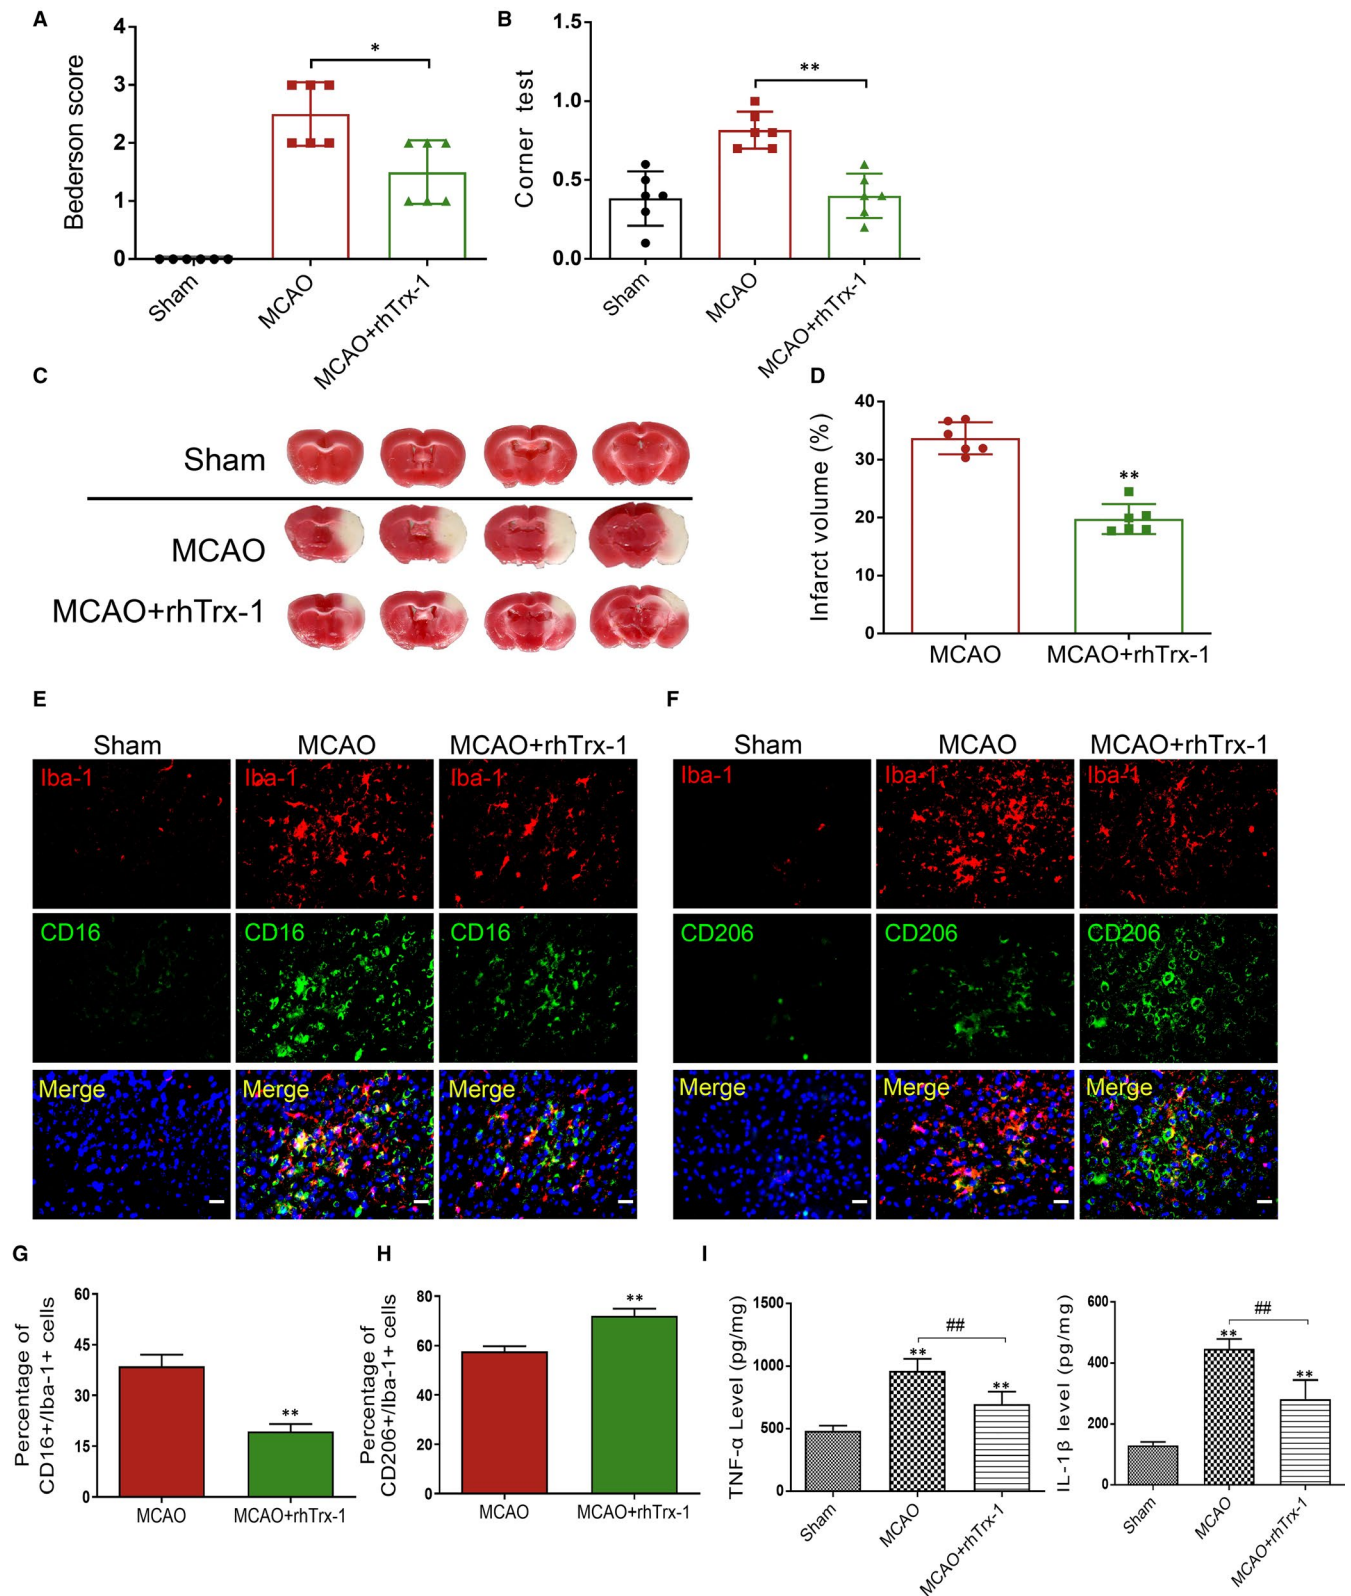 A
Bederson score
4
3
2
1
0
*
Sham
MCAO
MCAO+rhTrx-1
B
Corner test
1.5
1.0
0.5
0.0
**
Sham
MCAO
MCAO+rhTrx-1
C
Sham
MCAO
MCAO+rhTrx-1
D
Infarct volume (%)
40
30
20
10
0
**
MCAO
MCAO+rhTrx-1
E
Sham
MCAO
MCAO+rhTrx-1
Iba-1
Iba-1
Iba-1
CD16
CD16
CD16
Merge
Merge
Merge
F
Sham
MCAO
MCAO+rhTrx-1
Iba-1
Iba-1
Iba-1
CD206
CD206
CD206
Merge
Merge
Merge
G
Percentage of
CD16+/Iba-1+ cells
60
45
30
15
0
**
MCAO
MCAO+rhTrx-1
H
Percentage of
CD206+/Iba-1+ cells
80
60
40
20
0
**
MCAO
MCAO+rhTrx-1
I
TNF-α Level (pg/mg)
1500
1000
500
0
##
**
**
Sham
MCAO
MCAO+rhTrx-1
IL-1β level (pg/mg)
600
400
200
0
##
**
**
Sham
MCAO
MCAO+rhTrx-1